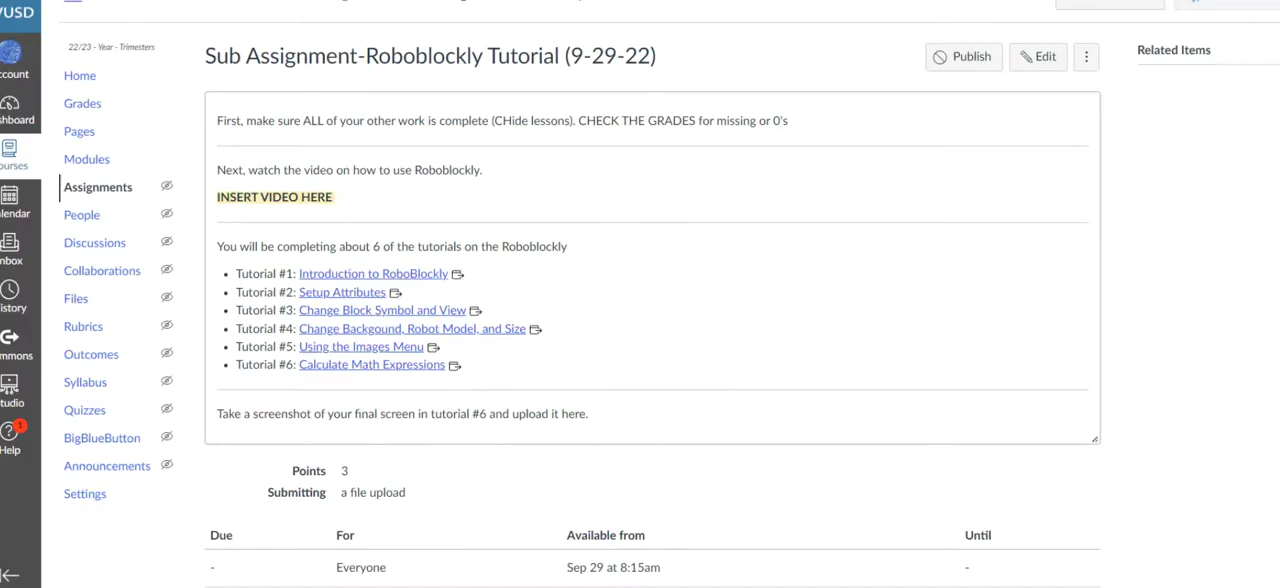 VUSD
22/23 - Year - Trimesters
Sub Assignment-Roboblockly Tutorial (9-29-22)
Publish
Edit
Related Items
ccount
Home
Grades
shboard
Pages
Modules
ourses
Assignments
People
lendar
Discussions
nbox
Collaborations
Files
istory
Rubrics
mmons
Outcomes
Syllabus
tudio
Quizzes
1
BigBlueButton
Help
Announcements
Settings
First, make sure ALL of your other work is complete (CHide lessons). CHECK THE GRADES for missing or 0's
Next, watch the video on how to use Roboblockly.
INSERT VIDEO HERE
You will be completing about 6 of the tutorials on the Roboblockly
• Tutorial #1: Introduction to RoboBlockly
• Tutorial #2: Setup Attributes
• Tutorial #3: Change Block Symbol and View
• Tutorial #4: Change Backgound, Robot Model, and Size
• Tutorial #5: Using the Images Menu
• Tutorial #6: Calculate Math Expressions
Take a screenshot of your final screen in tutorial #6 and upload it here.
Points 3
Submitting a file upload
Due For Available from Until
- Everyone Sep 29 at 8:15am -